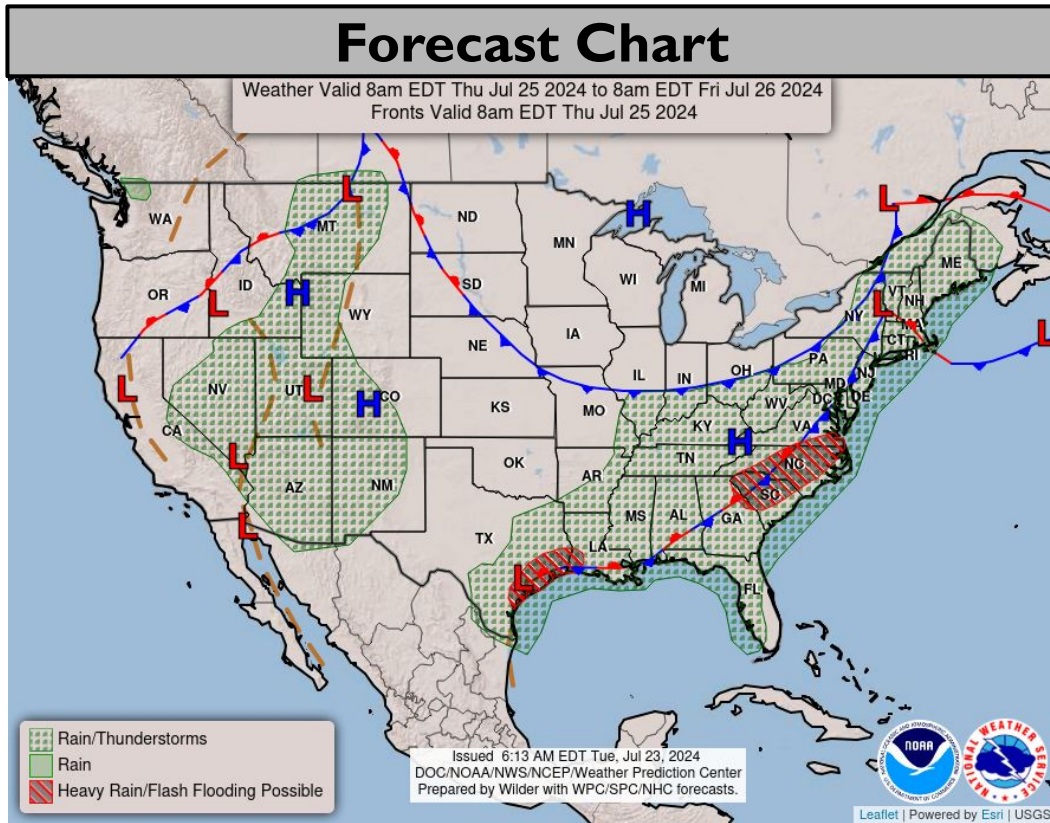 Forecast Chart
Weather Valid 8am EDT Thu Jul 25 2024 to 8am EDT Fri Jul 26 2024
Fronts Valid 8am EDT Thu Jul 25 2024
L
L
H
WA
MT
ND
MN
ME
OR
ID
H
L
SD
WI
MI
VT
NH
L
WY
NY
MA
L
NE
IA
CT
RI
PA
OH
IL
IN
NJ
L
NV
UT
L
H
CO
MD
DE
DC
KS
MO
WV
CA
KY
VA
H
L
OK
TN
NC
AR
AZ
NM
SC
MS
AL
GA
L
TX
LA
L
FL
Rain/Thunderstorms
Rain
Heavy Rain/Flash Flooding Possible
Issued 6:13 AM EDT Tue, Jul 23, 2024
DOC/NOAA/NWS/NCEP/Weather Prediction Center
Prepared by Wilder with WPC/SPC/NHC forecasts.
NOAA
NATIONAL WEATHER SERVICE
Leaflet | Powered by Esri | USGS